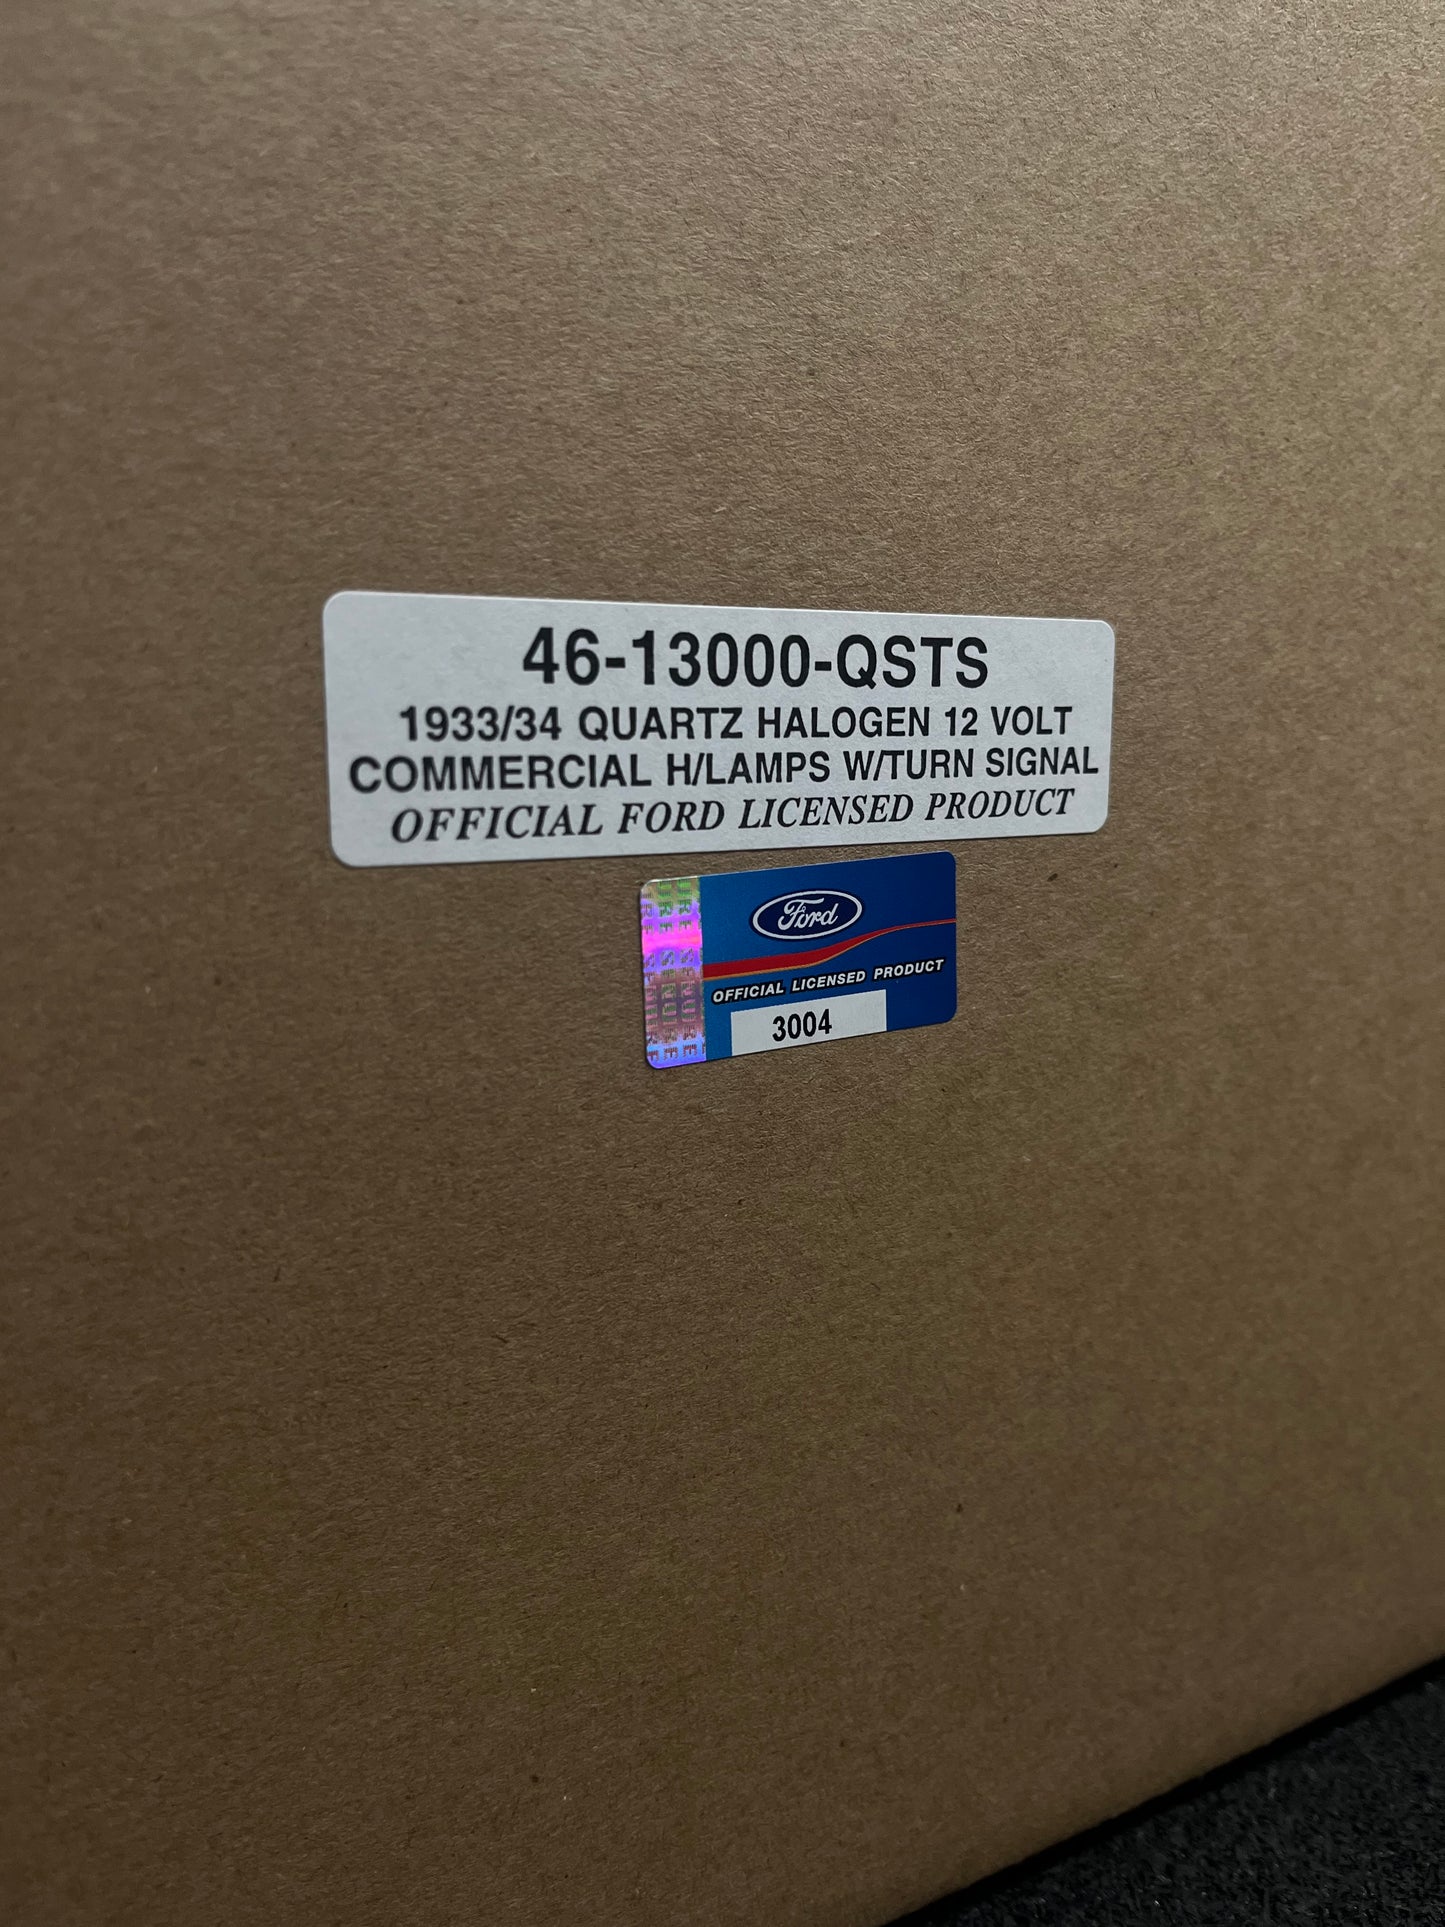 46-13000-QSTS
1933/34 QUARTZ HALOGEN 12 VOLT
COMMERCIAL H/LAMPS W/TURN SIGNAL
OFFICIAL FORD LICENSED PRODUCT
Ford
OFFICIAL LICENSED PRODUCT
3004